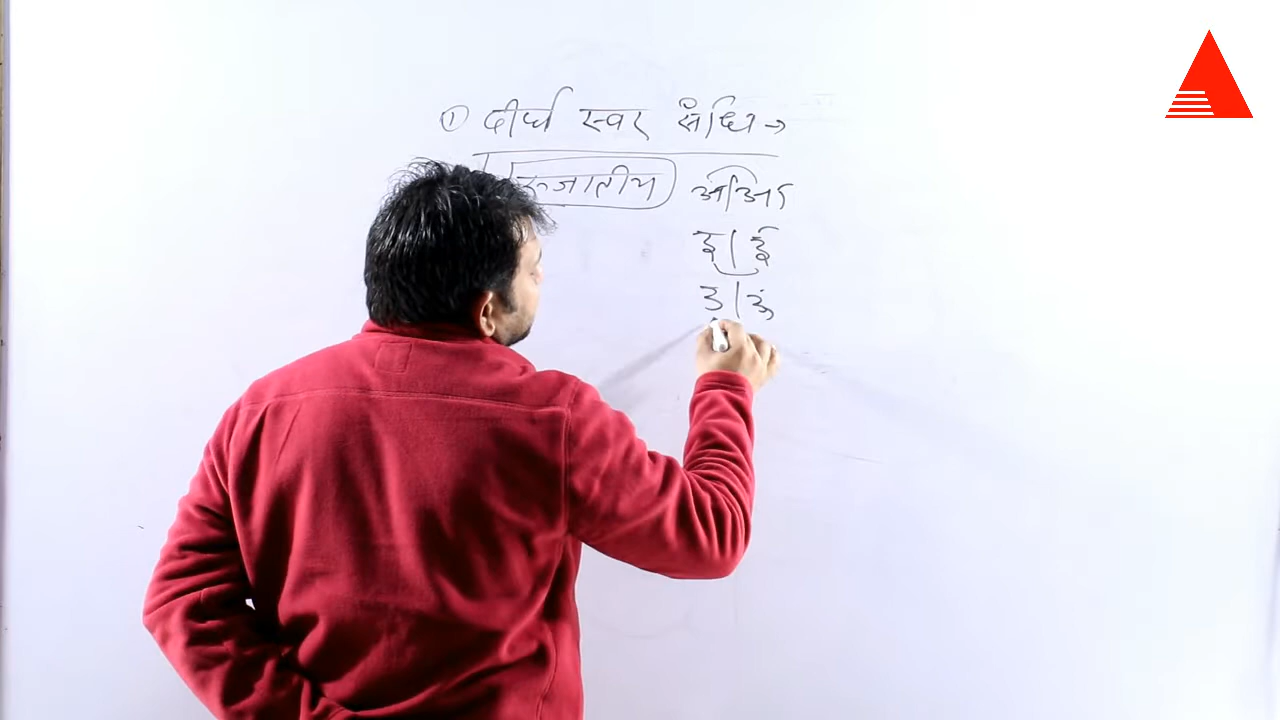 ① दीर्घ स्वर संधि →
जातीय अ/आ
इ/ई
उ/ऊ